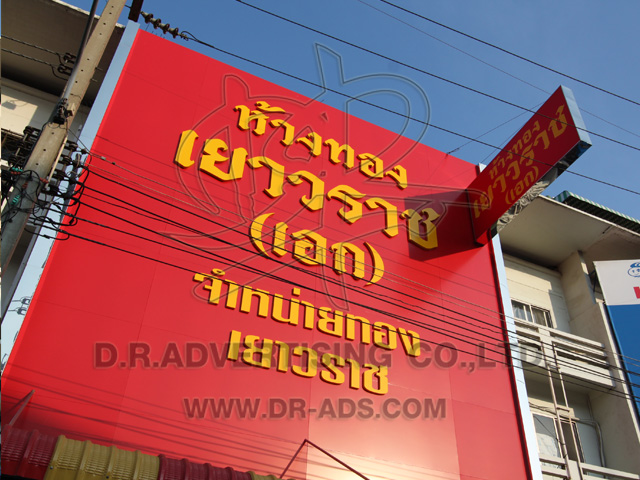 ห้างทอง
เยาวราช
(เอก)
จำหน่ายทอง
เยาวราช
ห้างทอง
เยาวราช
(เอก)
D.R.ADVERTISING CO.,LTD.
WWW.DR-ADS.COM